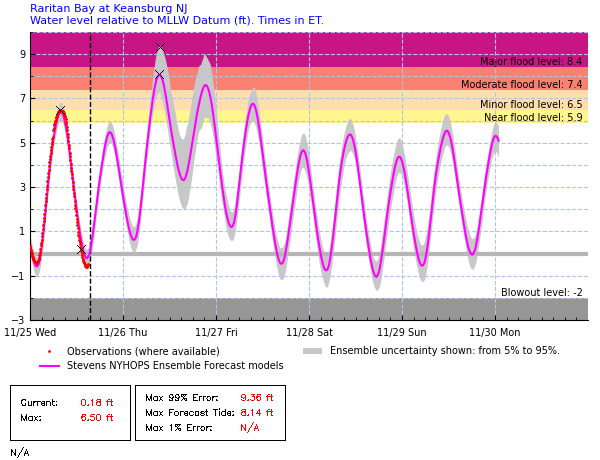 Raritan Bay at Keansburg NJ
Water level relative to MLLW Datum (ft). Times in ET.
9
7
5
3
1
−1
−3
Major flood level: 8.4
Moderate flood level: 7.4
Minor flood level: 6.5
Near flood level: 5.9
Blowout level: -2
11/25 Wed 11/26 Thu 11/27 Fri 11/28 Sat 11/29 Sun 11/30 Mon
Observations (where available) Ensemble uncertainty shown: from 5% to 95%.
Stevens NYHOPS Ensemble Forecast models
Current: 0.18 ft
Max: 6.50 ft
Max 99% Error: 9.36 ft
Max Forecast Tide: 8.14 ft
Max 1% Error: N/A
N/A